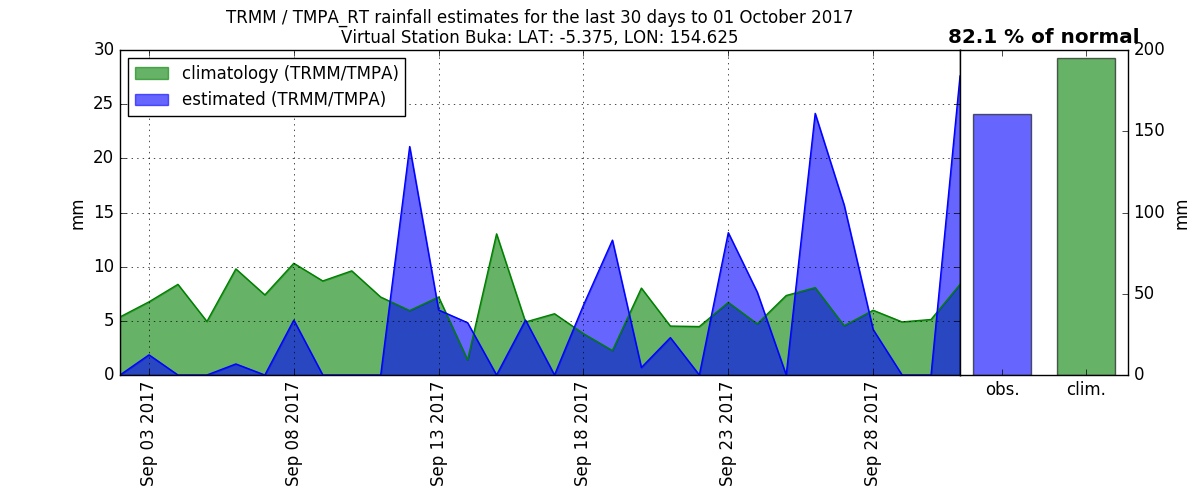 TRMM / TMPA_RT rainfall estimates for the last 30 days to 01 October 2017
Virtual Station Buka: LAT: -5.375, LON: 154.625
82.1 % of normal
climatology (TRMM/TMPA)
estimated (TRMM/TMPA)
30
25
20
15
10
5
0
mm
Sep 03 2017
Sep 08 2017
Sep 13 2017
Sep 18 2017
Sep 23 2017
Sep 28 2017
obs.
clim.
200
150
100
50
0
mm